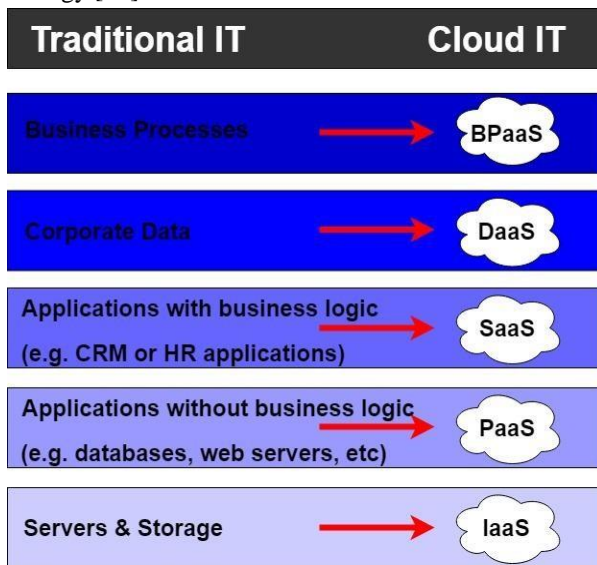 Traditional IT Cloud IT
Business Processes BPaaS
Corporate Data DaaS
Applications with business logic
(e.g. CRM or HR applications)
SaaS
Applications without business logic
(e.g. databases, web servers, etc)
PaaS
Servers & Storage IaaS